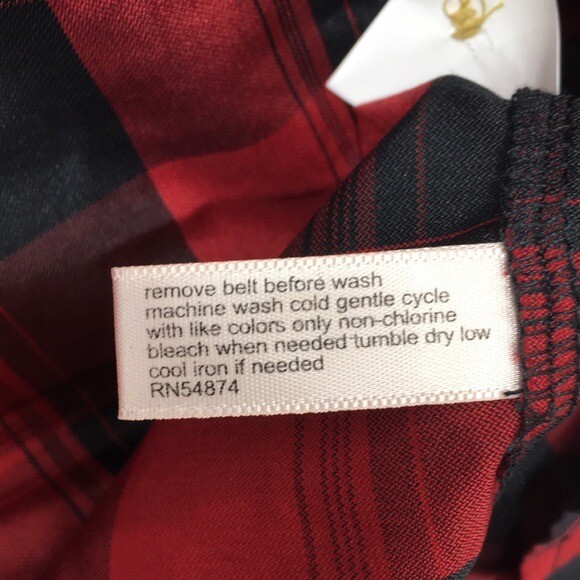 remove belt before wash
machine wash cold gentle cycle
with like colors only non-chlorine
bleach when needed tumble dry low
cool iron if needed
RN54874